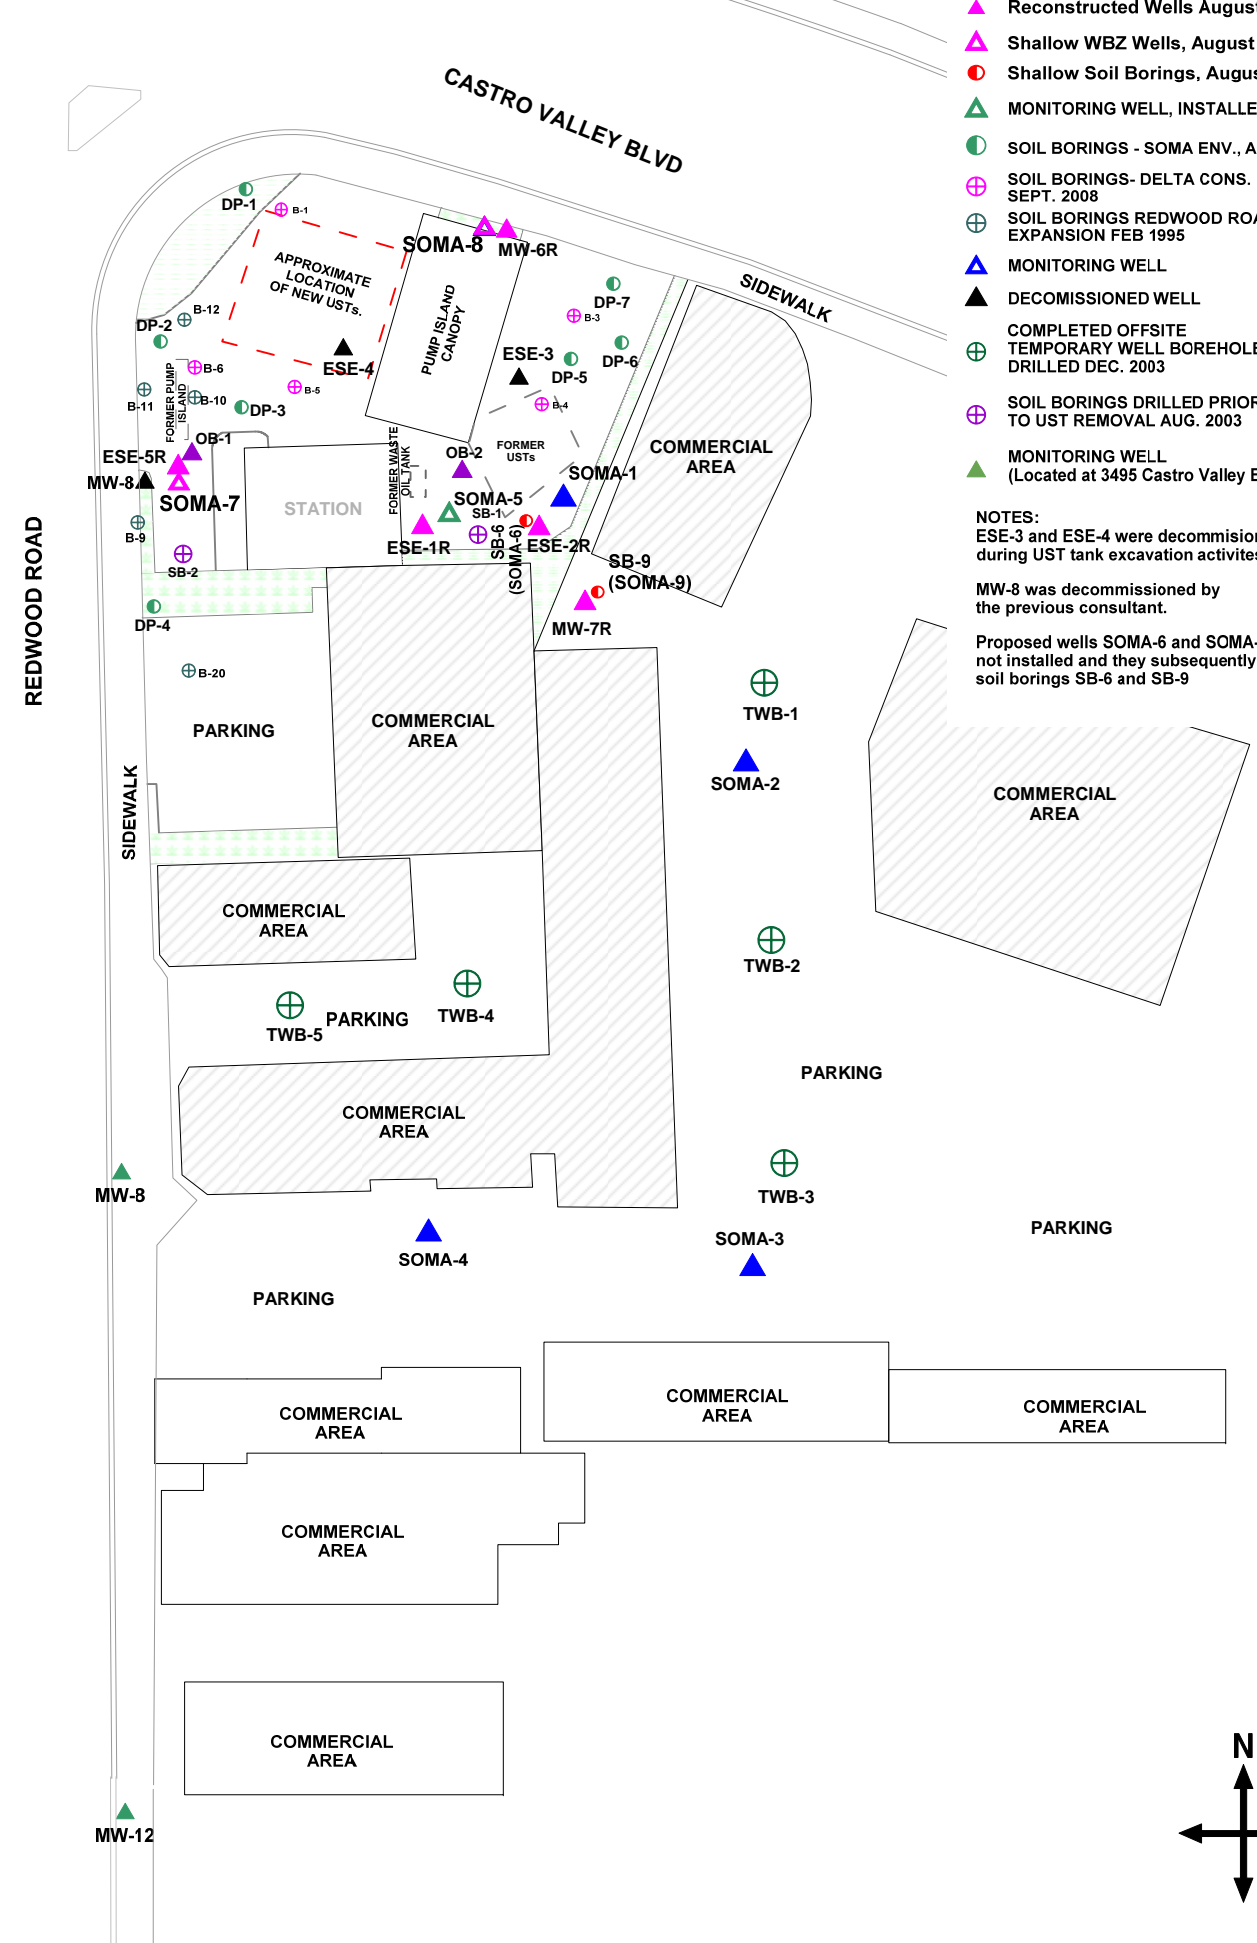 Reconstructed Wells August
Shallow WBZ Wells, August
Shallow Soil Borings, Augus
MONITORING WELL, INSTALLE
SOIL BORINGS - SOMA ENV., A
SOIL BORINGS- DELTA CONS.
SEPT. 2008
SOIL BORINGS REDWOOD ROA
EXPANSION FEB 1995
MONITORING WELL
DECOMISSIONED WELL
COMPLETED OFFSITE
TEMPORARY WELL BOREHOLE
DRILLED DEC. 2003
SOIL BORINGS DRILLED PRIOR
TO UST REMOVAL AUG. 2003
MONITORING WELL
(Located at 3495 Castro Valley B
NOTES:
ESE-3 and ESE-4 were decommision
during UST tank excavation activites
MW-8 was decommissioned by
the previous consultant.
Proposed wells SOMA-6 and SOMA-
not installed and they subsequently
soil borings SB-6 and SB-9
CASTRO VALLEY BLVD
SIDEWALK
DP-1
B-1
SOMA-8
MW-6R
APPROXIMATE
LOCATION
OF NEW USTs.
PUMP ISLAND
CANOPY
DP-7
B-3
DP-6
B-12
DP-2
ESE-4
ESE-3
DP-5
B-6
FORMER PUMP
ISLAND
B-11
B-10
B-5
DP-3
B-4
OB-1
ESE-5R
MW-8
SOMA-7
STATION
FORMER WASTE
OIL TANK
FORMER
USTs
OB-2
SOMA-1
SOMA-5
SB-1
ESE-1R
SB-6
(SOMA-6)
ESE-2R
COMMERCIAL
AREA
B-9
SB-2
SB-9
(SOMA-9)
MW-7R
DP-4
REDWOOD ROAD
B-20
PARKING
COMMERCIAL
AREA
TWB-1
SOMA-2
COMMERCIAL
AREA
SIDEWALK
COMMERCIAL
AREA
TWB-2
TWB-5
PARKING
TWB-4
PARKING
COMMERCIAL
AREA
TWB-3
MW-8
SOMA-4
SOMA-3
PARKING
PARKING
COMMERCIAL
AREA
COMMERCIAL
AREA
COMMERCIAL
AREA
COMMERCIAL
AREA
COMMERCIAL
AREA
N
MW-12